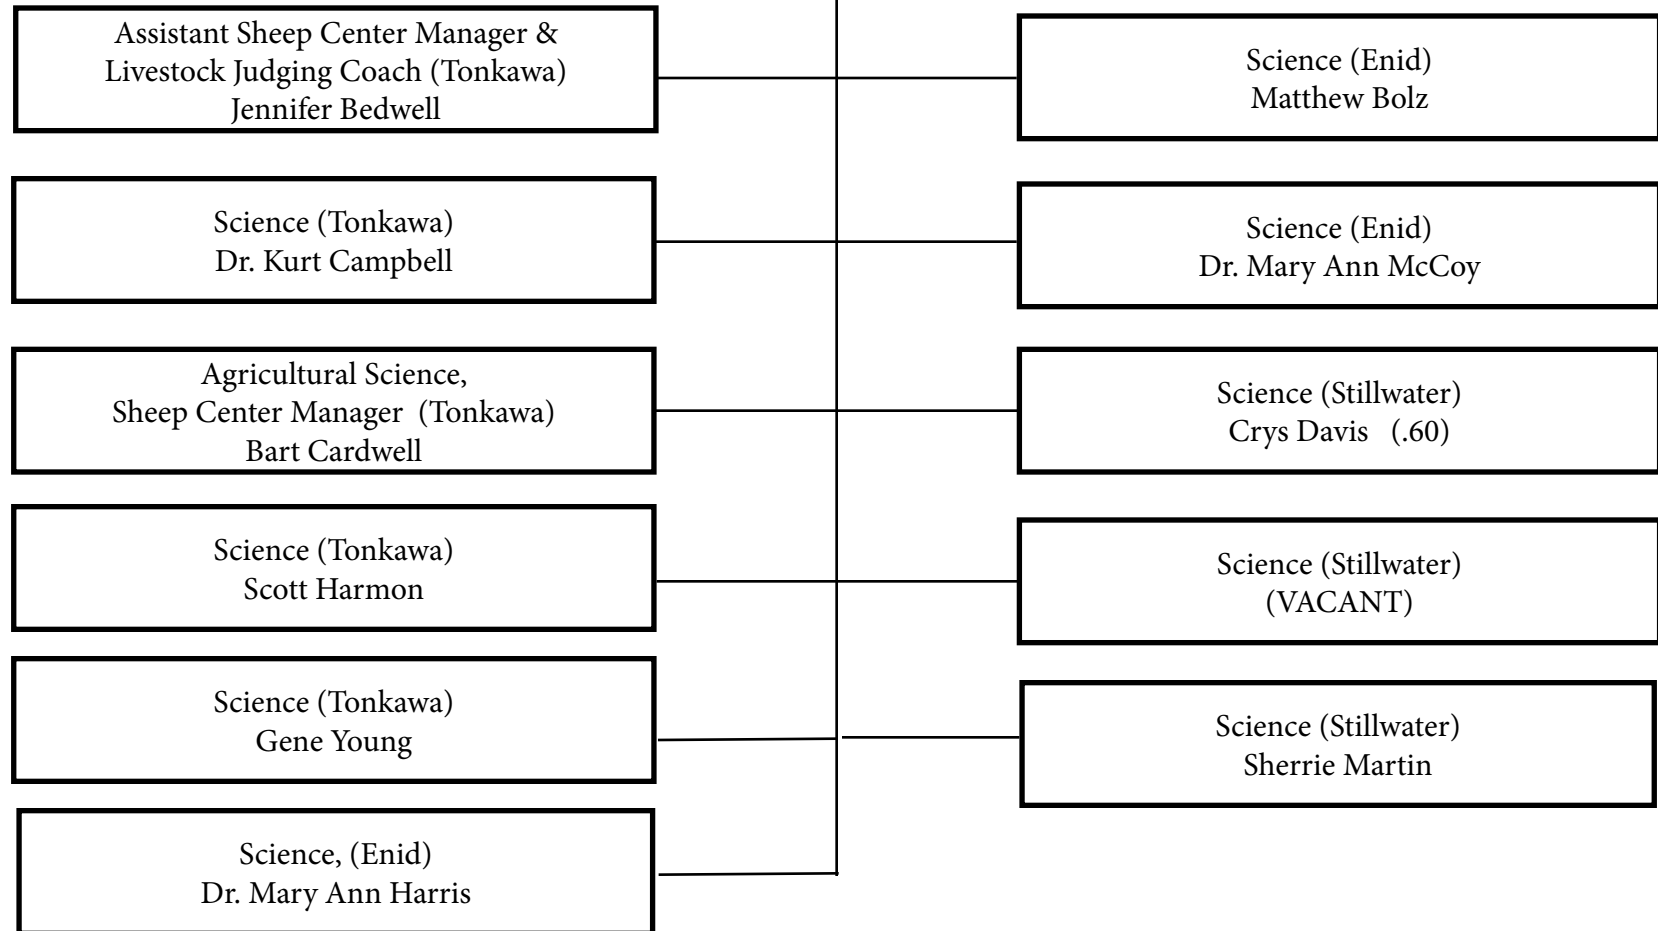 Assistant Sheep Center Manager &
Livestock Judging Coach (Tonkawa)
Jennifer Bedwell
Science (Tonkawa)
Dr. Kurt Campbell
Agricultural Science,
Sheep Center Manager  (Tonkawa)
Bart Cardwell
Science (Tonkawa)
Scott Harmon
Science (Tonkawa)
Gene Young
Science, (Enid)
Dr. Mary Ann Harris
Science (Enid)
Matthew Bolz
Science (Enid)
Dr. Mary Ann McCoy
Science (Stillwater)
Crys Davis   (.60)
Science (Stillwater)
(VACANT)
Science (Stillwater)
Sherrie Martin